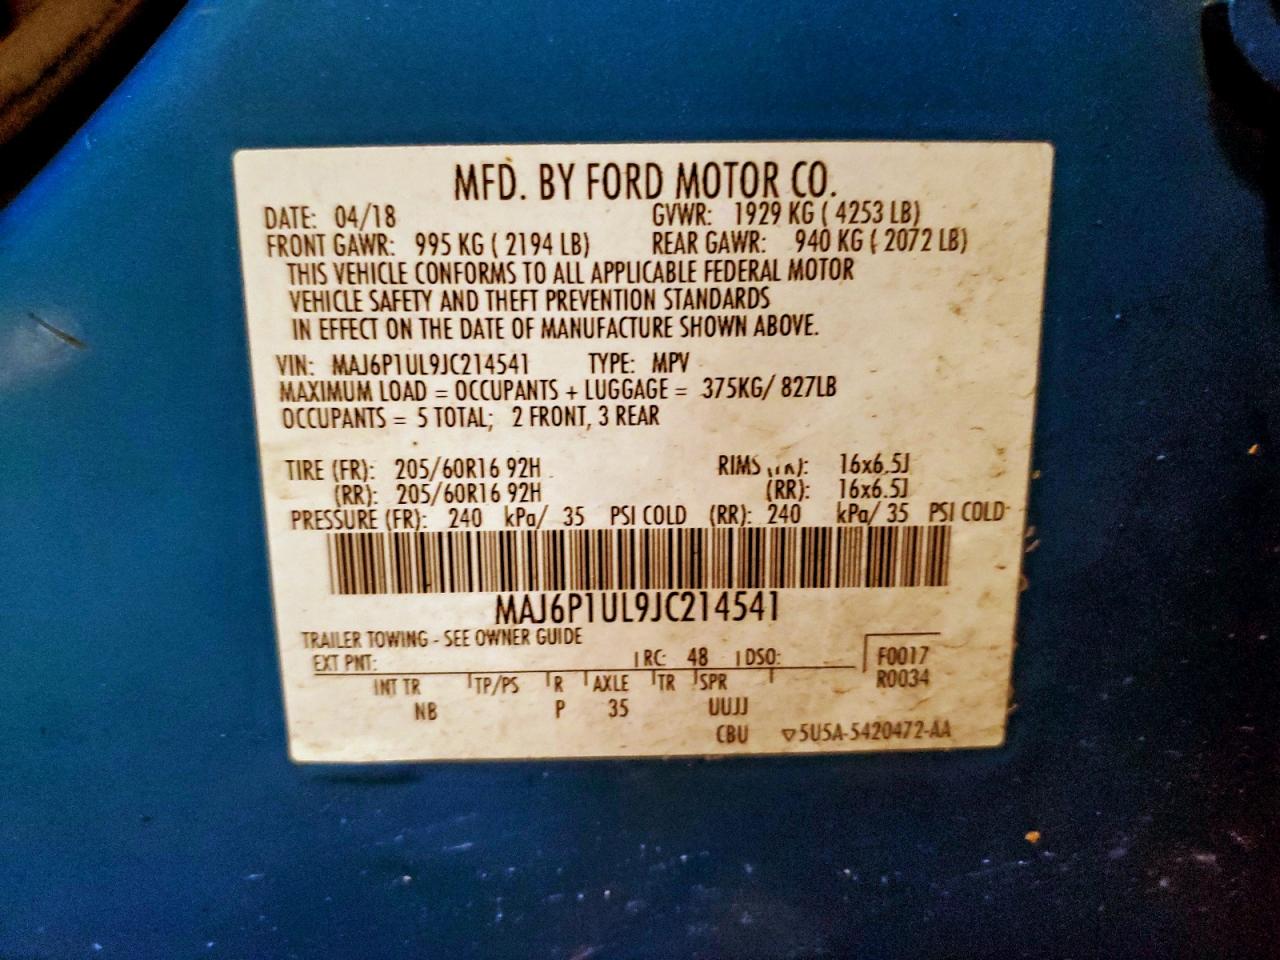 MFD. BY FORD MOTOR CO.
DATE: 04/18 GVWR: 1929 KG ( 4253 LB)
FRONT GAWR: 995 KG ( 2194 LB) REAR GAWR: 940 KG ( 2072 LB)
THIS VEHICLE CONFORMS TO ALL APPLICABLE FEDERAL MOTOR
VEHICLE SAFETY AND THEFT PREVENTION STANDARDS
IN EFFECT ON THE DATE OF MANUFACTURE SHOWN ABOVE.
VIN: MAJ6P1UL9JC214541 TYPE: MPV
MAXIMUM LOAD = OCCUPANTS + LUGGAGE = 375KG/ 827LB
OCCUPANTS = 5 TOTAL; 2 FRONT, 3 REAR
TIRE (FR): 205/60R16 92H RIMS 16x6.5J
(RR): 205/60R16 92H (RR): 16x6.5J
PRESSURE (FR): 240 kPa/ 35 PSI COLD (RR): 240 kPa/ 35 PSI COLD
MAJ6P1UL9JC214541
TRAILER TOWING - SEE OWNER GUIDE
EXT PNT: RC: 48 DSO: F0017
R0034
INT TR TP/PS R AXLE TR SPR
NB P 35 UUJJ
CBU ▽5U5A-5420472-AA